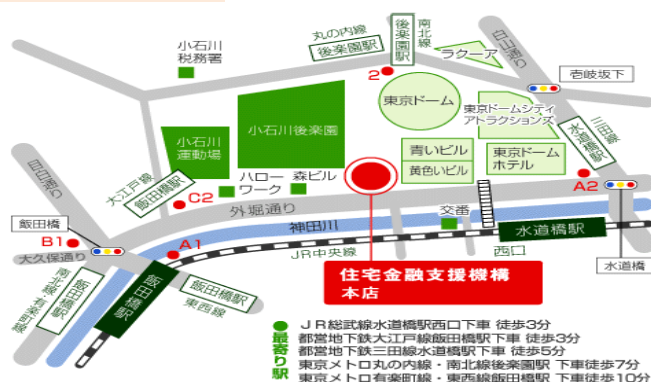 丸の内線
後楽園駅
後楽園駅
南北線
白山通り
小石川
税務署
ラクーア
2
壱岐坂下
東京ドーム
東京ドームシティ
アトラクションズ
三田線
水道橋駅
小石川後楽園
小石川
運動場
青いビル
黄色いビル
東京ドーム
ホテル
目白通り
大江戸線
飯田橋駅
ハロー
ワーク
森ビル
C2
A2
外堀通り
交番
飯田橋
神田川
水道橋駅
B1
A1
大久保通り
JR中央線
西口
水道橋
飯田橋駅
南北線・有楽町線
飯田橋駅
飯田橋駅
東西線
住宅金融支援機構
本店
最寄り駅
JR総武線水道橋駅西口下車 徒歩3分
都営地下鉄大江戸線飯田橋駅下車 徒歩3分
都営地下鉄三田線水道橋駅下車 徒歩5分
東京メトロ丸の内線・南北線後楽園駅 下車徒歩7分
東京メトロ有楽町線・東西線飯田橋駅 下車徒歩10分